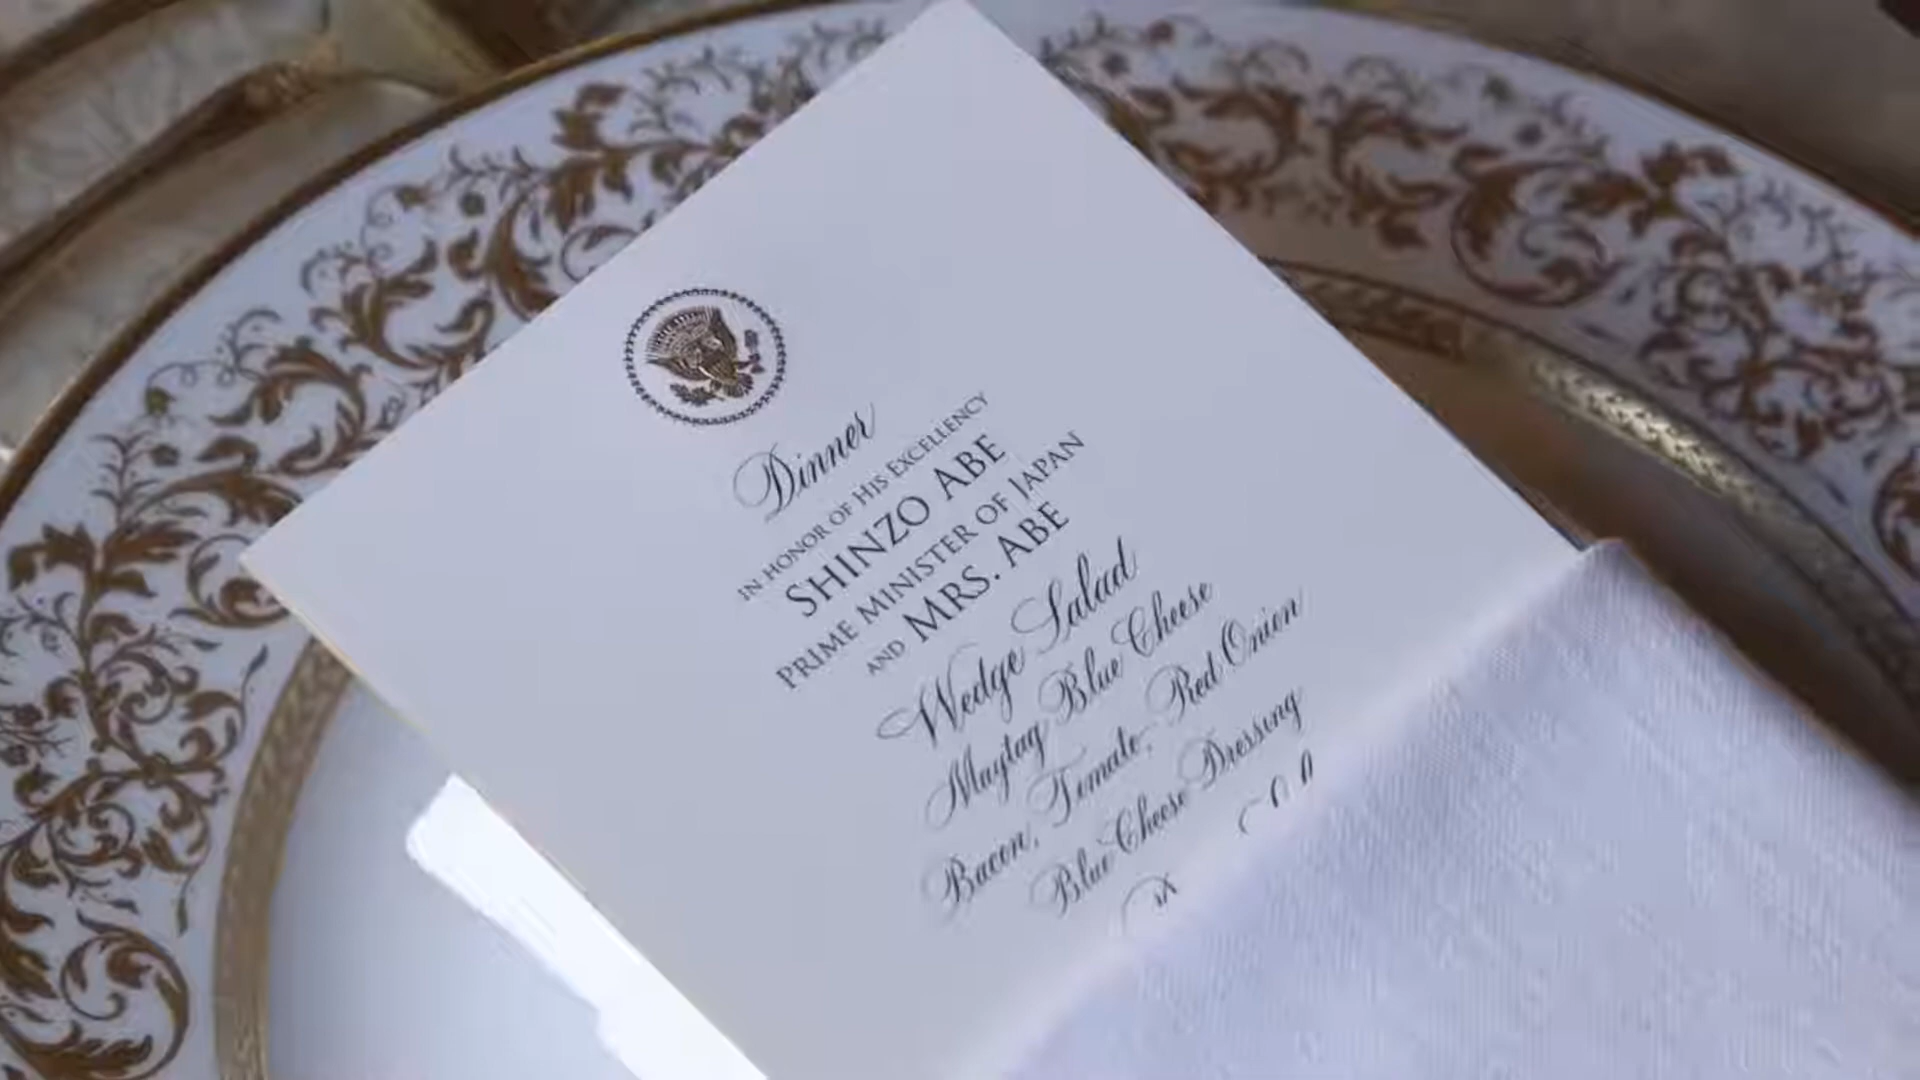 Dinner
IN HONOR OF HIS EXCELLENCY
SHINZO ABE
PRIME MINISTER OF JAPAN
AND MRS. ABE
Wedge Salad
Maytag Blue Cheese
Bacon, Tomato, Red Onion
Blue Cheese Dressing